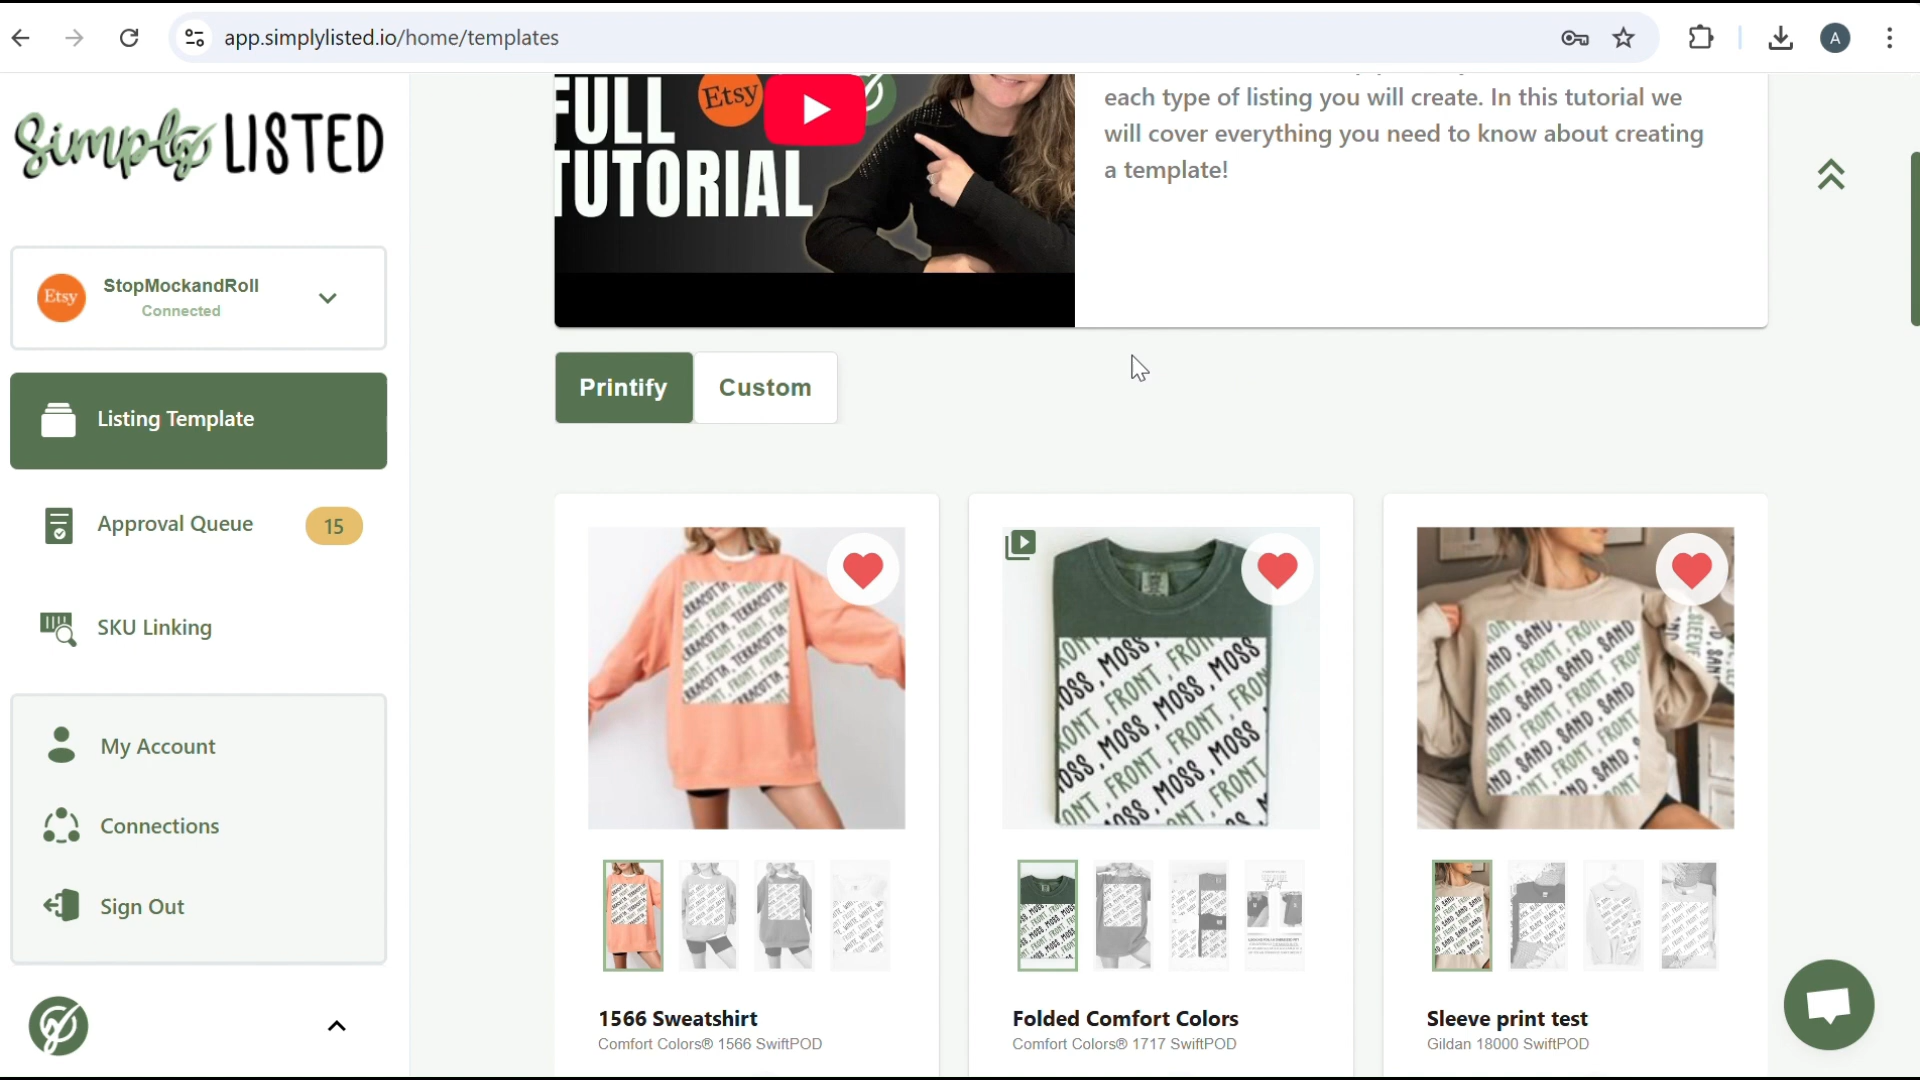 app.simplylisted.io/home/templates
A
Simply LISTED
FULL
TUTORIAL
Etsy
each type of listing you will create. In this tutorial we
will cover everything you need to know about creating
a template!
Etsy
StopMockandRoll
Connected
Listing Template
Approval Queue
15
SKU Linking
My Account
Connections
Sign Out
Printify
Custom
1566 Sweatshirt
Comfort Colors® 1566 SwiftPOD
Folded Comfort Colors
Comfort Colors® 1717 SwiftPOD
Sleeve print test
Gildan 18000 SwiftPOD